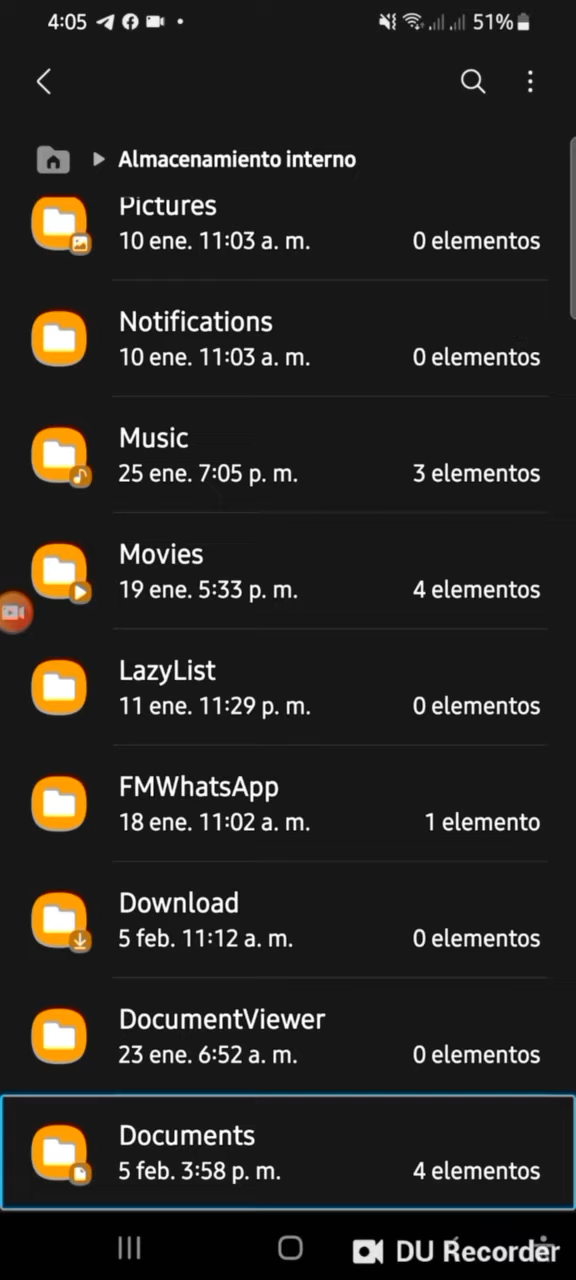 4:05
51%
Almacenamiento interno
Pictures
10 ene. 11:03 a. m.
0 elementos
Notifications
10 ene. 11:03 a. m.
0 elementos
Music
25 ene. 7:05 p. m.
3 elementos
Movies
19 ene. 5:33 p. m.
4 elementos
LazyList
11 ene. 11:29 p. m.
0 elementos
FMWhatsApp
18 ene. 11:02 a. m.
1 elemento
Download
5 feb. 11:12 a. m.
0 elementos
DocumentViewer
23 ene. 6:52 a. m.
0 elementos
Documents
5 feb. 3:58 p. m.
4 elementos
DU Recorder